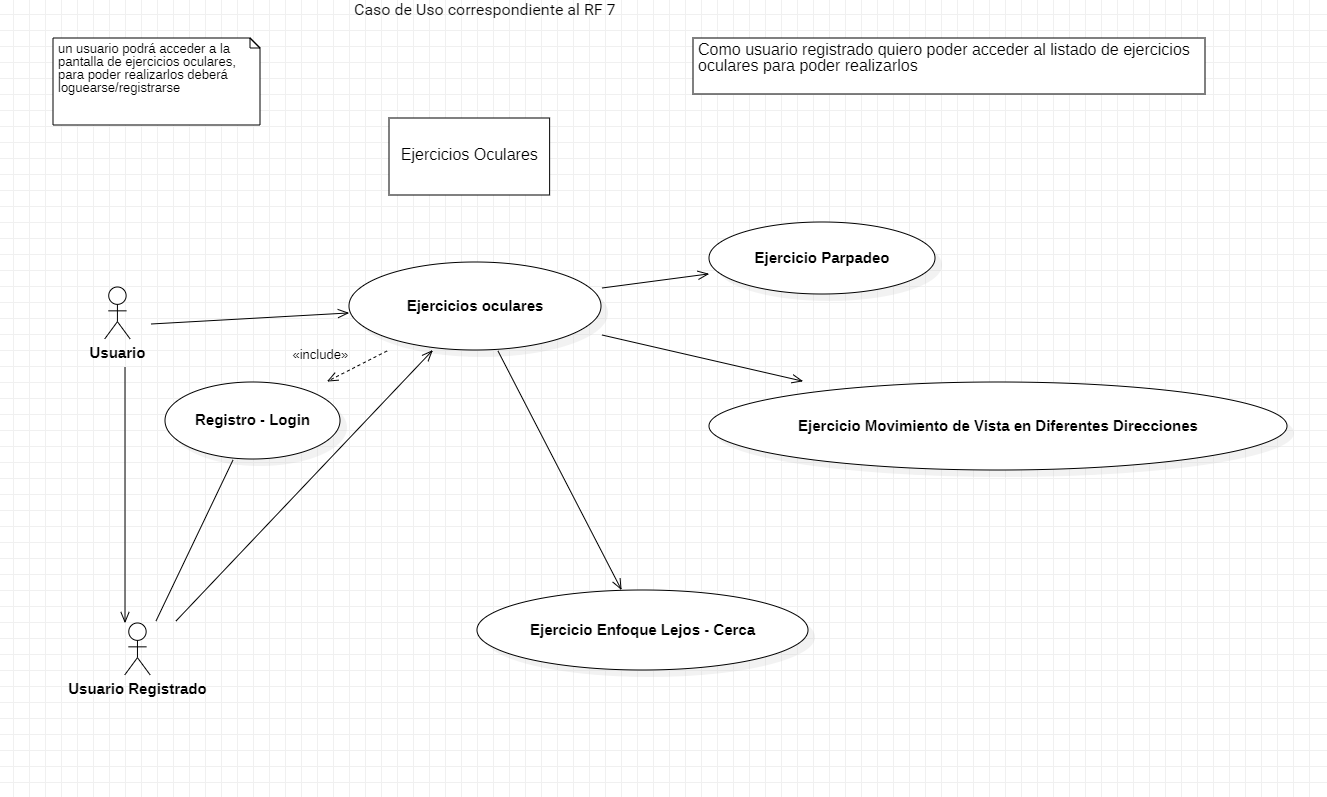 Caso de Uso correspondiente al RF 7
un usuario podrá acceder a la
pantalla de ejercicios oculares,
para poder realizarlos deberá
loguearse/registrarse
Como usuario registrado quiero poder acceder al listado de ejercicios
oculares para poder realizarlos
Ejercicios Oculares
Ejercicio Parpadeo
Ejercicios oculares
Usuario
«include»
Registro - Login
Ejercicio Movimiento de Vista en Diferentes Direcciones
Ejercicio Enfoque Lejos - Cerca
Usuario Registrado